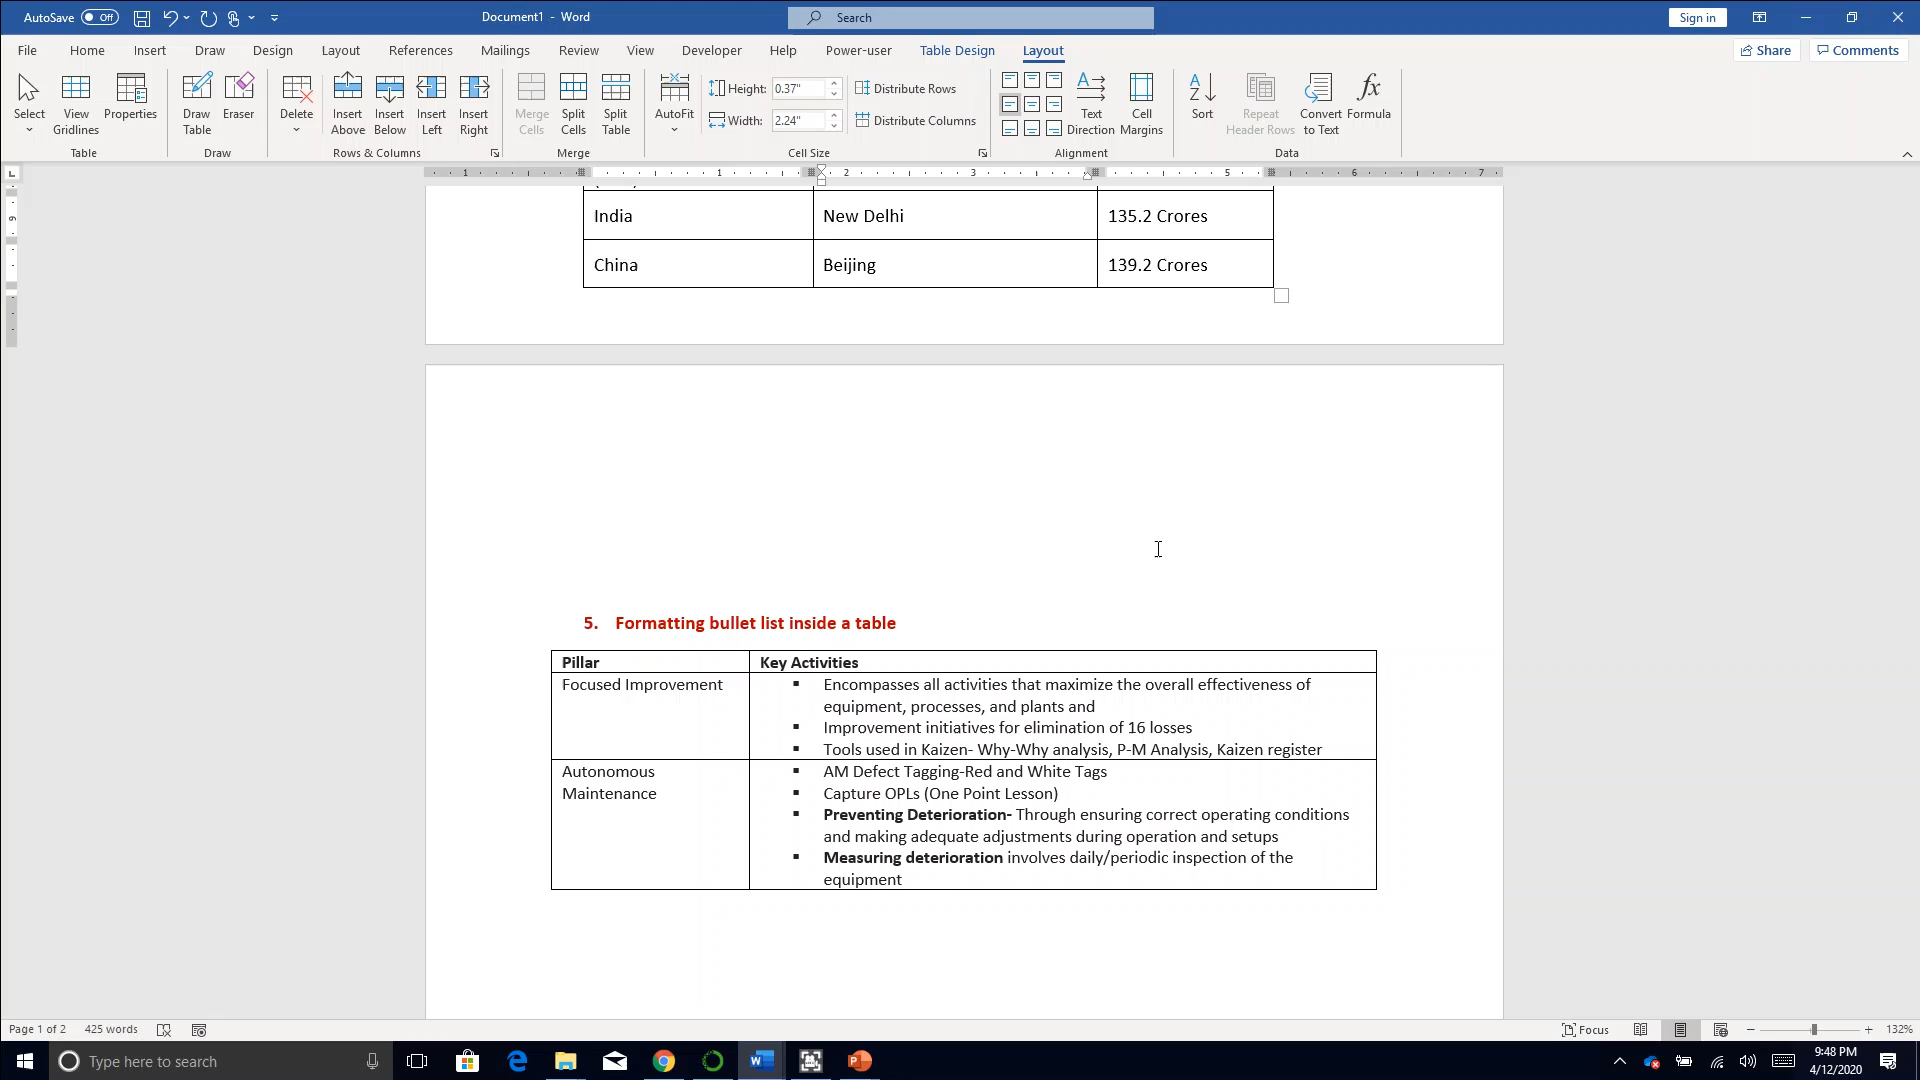 AutoSave Off Document1 - Word Search Sign in
File Home Insert Draw Design Layout References Mailings Review View Developer Help Power-user Table Design Layout Share Comments
Select View Gridlines Properties Draw Table Eraser Delete Insert Above Insert Below Insert Left Insert Right Merge Cells Split Cells Split Table AutoFit Height: 0.37" Width: 2.24" Distribute Rows Distribute Columns Text Direction Cell Margins Sort Repeat Header Rows Convert to Text Formula
Table Draw Rows & Columns Merge Cell Size Alignment Data
1 1 2 3 5 6 7
9
India New Delhi 135.2 Crores
China Beijing 139.2 Crores
5. Formatting bullet list inside a table
Pillar Key Activities
Focused Improvement ▪ Encompasses all activities that maximize the overall effectiveness of
equipment, processes, and plants and
▪ Improvement initiatives for elimination of 16 losses
▪ Tools used in Kaizen- Why-Why analysis, P-M Analysis, Kaizen register
Autonomous ▪ AM Defect Tagging-Red and White Tags
Maintenance ▪ Capture OPLs (One Point Lesson)
▪ Preventing Deterioration- Through ensuring correct operating conditions
and making adequate adjustments during operation and setups
▪ Measuring deterioration involves daily/periodic inspection of the
equipment
Page 1 of 2 425 words Focus 132%
Type here to search 9:48 PM
4/12/2020